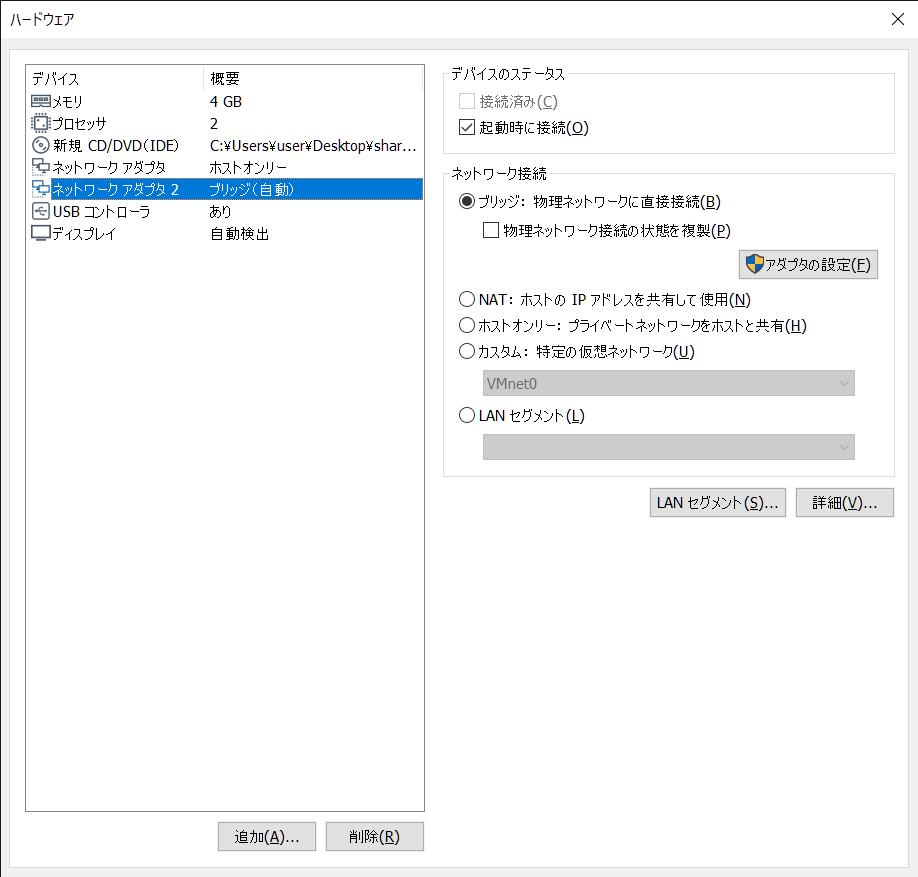 ハードウェア
デバイス 概要
メモリ 4 GB
プロセッサ 2
新規 CD/DVD(IDE) C:¥Users¥user¥Desktop¥shar...
ネットワーク アダプタ ホストオンリー
ネットワーク アダプタ 2 ブリッジ(自動)
USB コントローラ あり
ディスプレイ 自動検出
追加(A)...
削除(R)
デバイスのステータス
接続済み(C)
起動時に接続(O)
ネットワーク接続
ブリッジ: 物理ネットワークに直接接続(B)
物理ネットワーク接続の状態を複製(P)
アダプタの設定(F)
NAT: ホストの IP アドレスを共有して使用(N)
ホストオンリー: プライベートネットワークをホストと共有(H)
カスタム: 特定の仮想ネットワーク(U)
VMnet0
LAN セグメント(L)
LAN セグメント(S)...
詳細(V)...